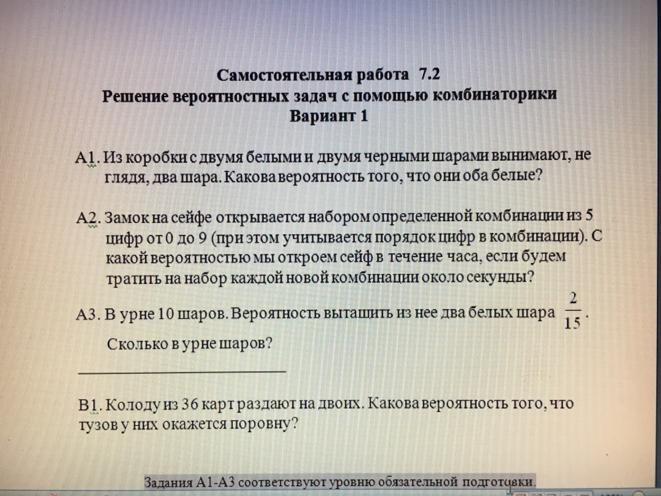 Самостоятельная работа 7.2
Решение вероятностных задач с помощью комбинаторики
Вариант 1
А1. Из коробки с двумя белыми и двумя черными шарами вынимают, не
глядя, два шара. Какова вероятность того, что они оба белые?
А2. Замок на сейфе открывается набором определенной комбинации из 5
цифр от 0 до 9 (при этом учитывается порядок цифр в комбинации). С
какой вероятностью мы откроем сейф в течение часа, если будем
тратить на набор каждой новой комбинации около секунды?
А3. В урне 10 шаров. Вероятность вытащить из нее два белых шара 2/15.
Сколько в урне шаров?
В1. Колоду из 36 карт раздают на двоих. Какова вероятность того, что
тузов у них окажется поровну?
Задания А1-А3 соответствуют уровню обязательной подготовки.